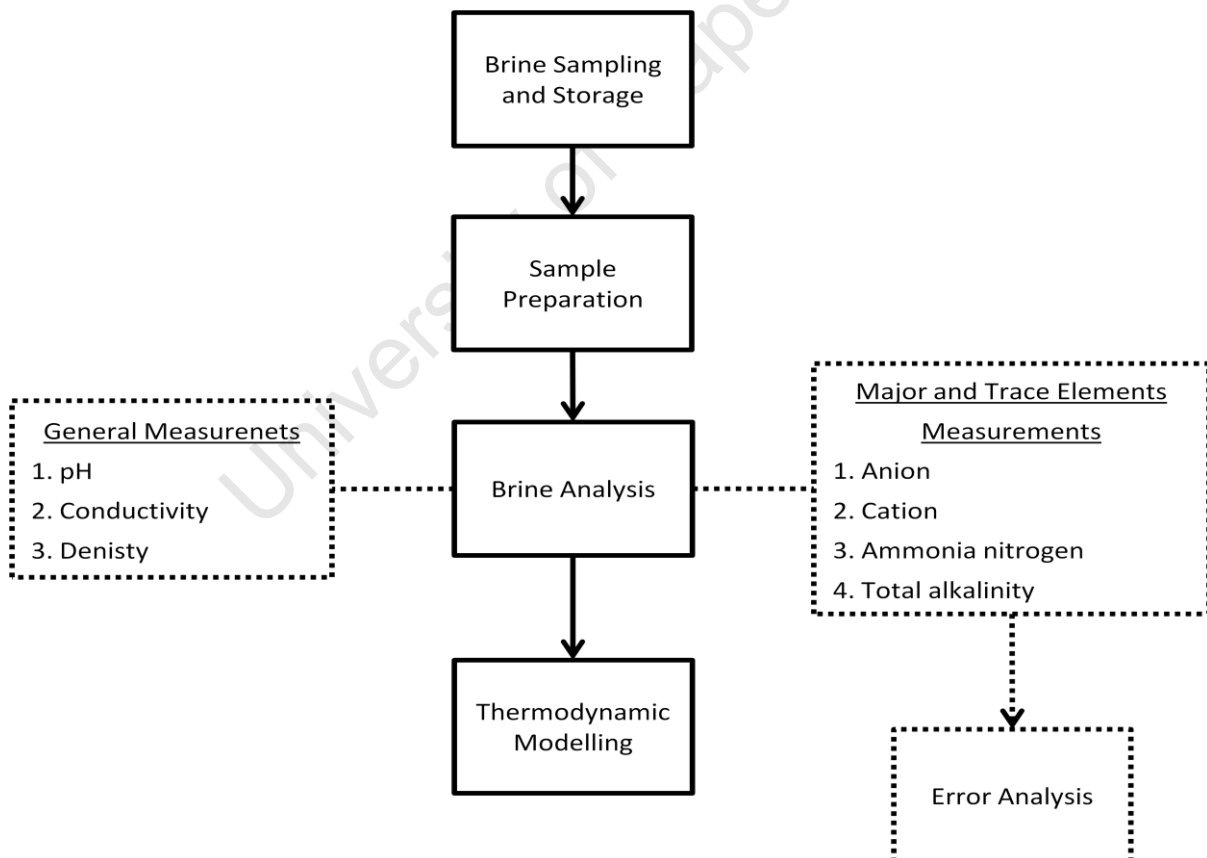 Brine Sampling
and Storage
Sample
Preparation
General Measurenets
1. pH
2. Conductivity
3. Denisty
Brine Analysis
Major and Trace Elements
Measurements
1. Anion
2. Cation
3. Ammonia nitrogen
4. Total alkalinity
Thermodynamic
Modelling
Error Analysis